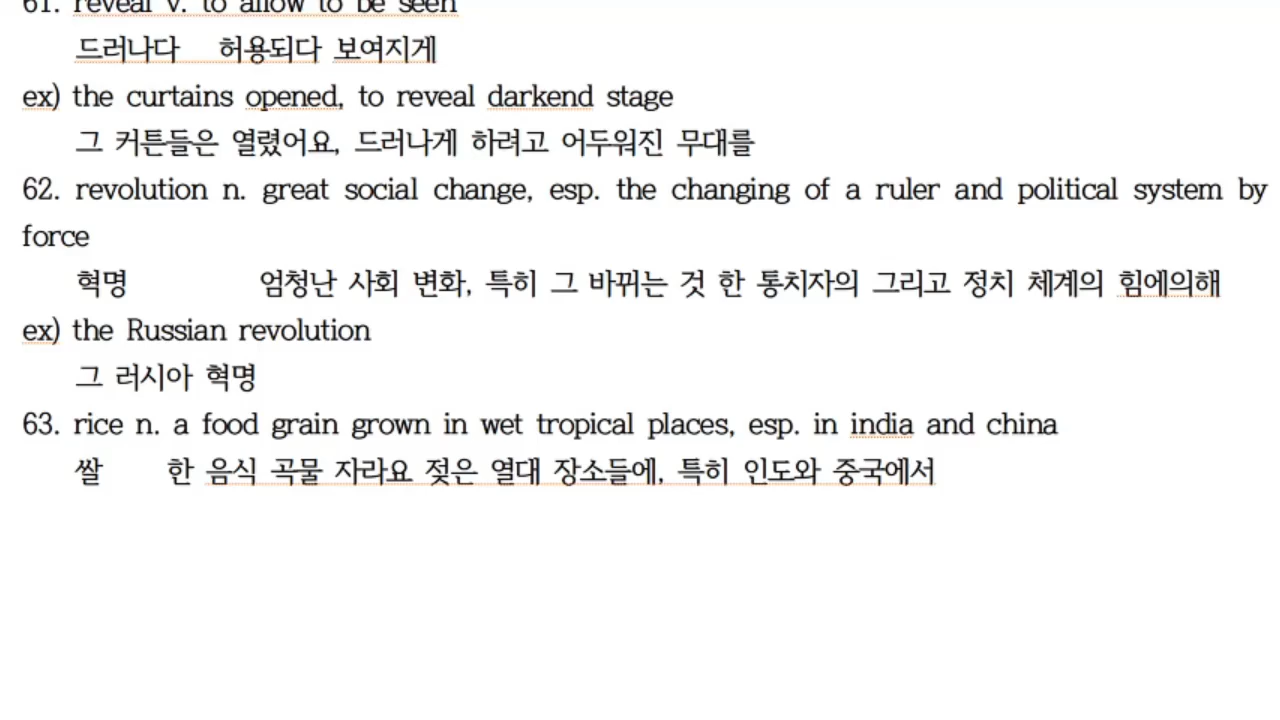 61. reveal v. to allow to be seen
드러나다 허용되다 보여지게
ex) the curtains opened, to reveal darkend stage
그 커튼들은 열렸어요, 드러나게 하려고 어두워진 무대를
62. revolution n. great social change, esp. the changing of a ruler and political system by
force
혁명 엄청난 사회 변화, 특히 그 바뀌는 것 한 통치자의 그리고 정치 체계의 힘에의해
ex) the Russian revolution
그 러시아 혁명
63. rice n. a food grain grown in wet tropical places, esp. in india and china
쌀 한 음식 곡물 자라요 젖은 열대 장소들에, 특히 인도와 중국에서